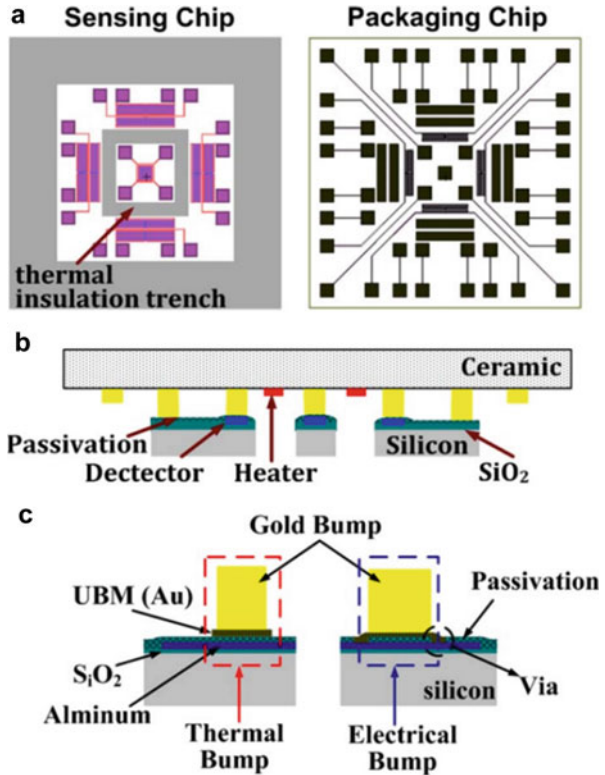 a
Sensing Chip
Packaging Chip
thermal
insulation trench
b
Ceramic
Passivation
Silicon
Dectector
Heater
SiO₂
c
Gold Bump
UBM (Au)
Passivation
SᵢO₂
Alminum
silicon
Via
Thermal
Bump
Electrical
Bump